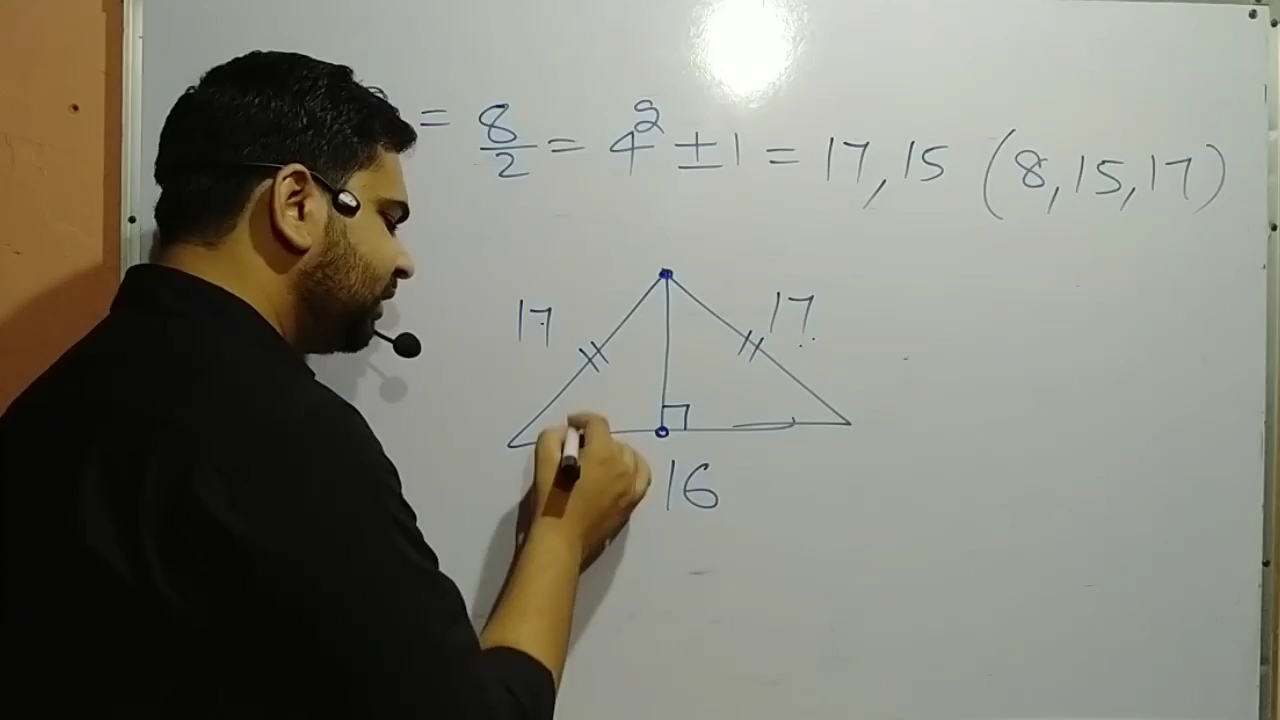 = 8/2 = 4² ± 1 = 17, 15 (8, 15, 17)
17 17
16